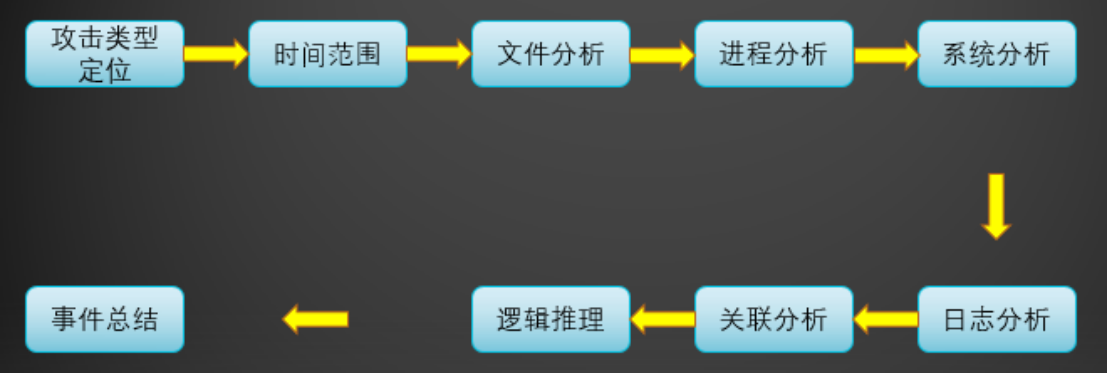 攻击类型
定位
时间范围
文件分析
进程分析
系统分析
日志分析
关联分析
逻辑推理
事件总结